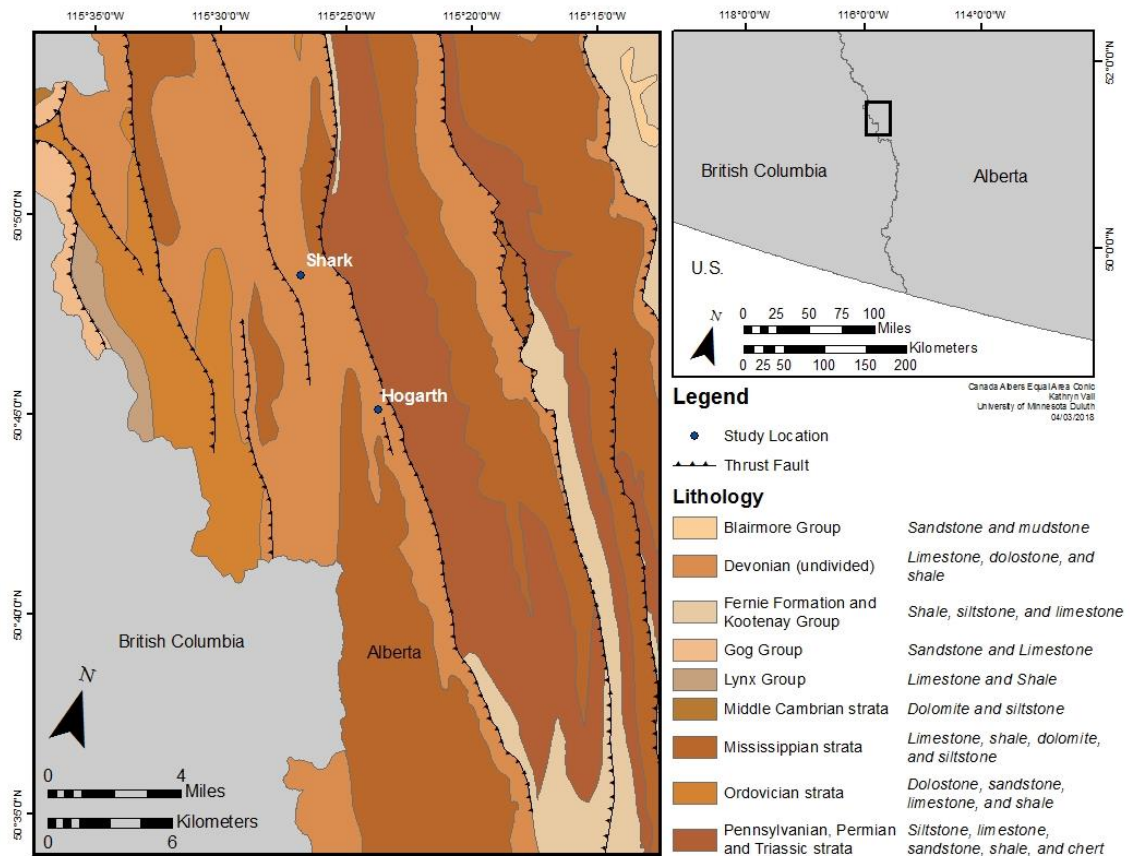 115°35'0"W 115°30'0"W 115°25'0"W 115°20'0"W 115°15'0"W
50°50'0"N
50°45'0"N
50°40'0"N
50°35'0"N
Shark
Hogarth
British Columbia
Alberta
N
0 4
Miles
Kilometers
0 6
118°0'0"W 116°0'0"W 114°0'0"W
52°0'0"N
50°0'0"N
British Columbia
Alberta
U.S.
N
0 25 50 75 100
Miles
Kilometers
0 25 50 100 150 200
Canada Albers Equal Area Conic
Kathryn Vall
University of Minnesota Duluth
04/03/2018
Legend
Study Location
Thrust Fault
Lithology
Blairmore Group Sandstone and mudstone
Devonian (undivided) Limestone, dolostone, and
shale
Fernie Formation and
Kootenay Group Shale, siltstone, and limestone
Gog Group Sandstone and Limestone
Lynx Group Limestone and Shale
Middle Cambrian strata Dolomite and siltstone
Mississippian strata Limestone, shale, dolomite,
and siltstone
Ordovician strata Dolostone, sandstone,
limestone, and shale
Pennsylvanian, Permian Siltstone, limestone,
and Triassic strata sandstone, shale, and chert